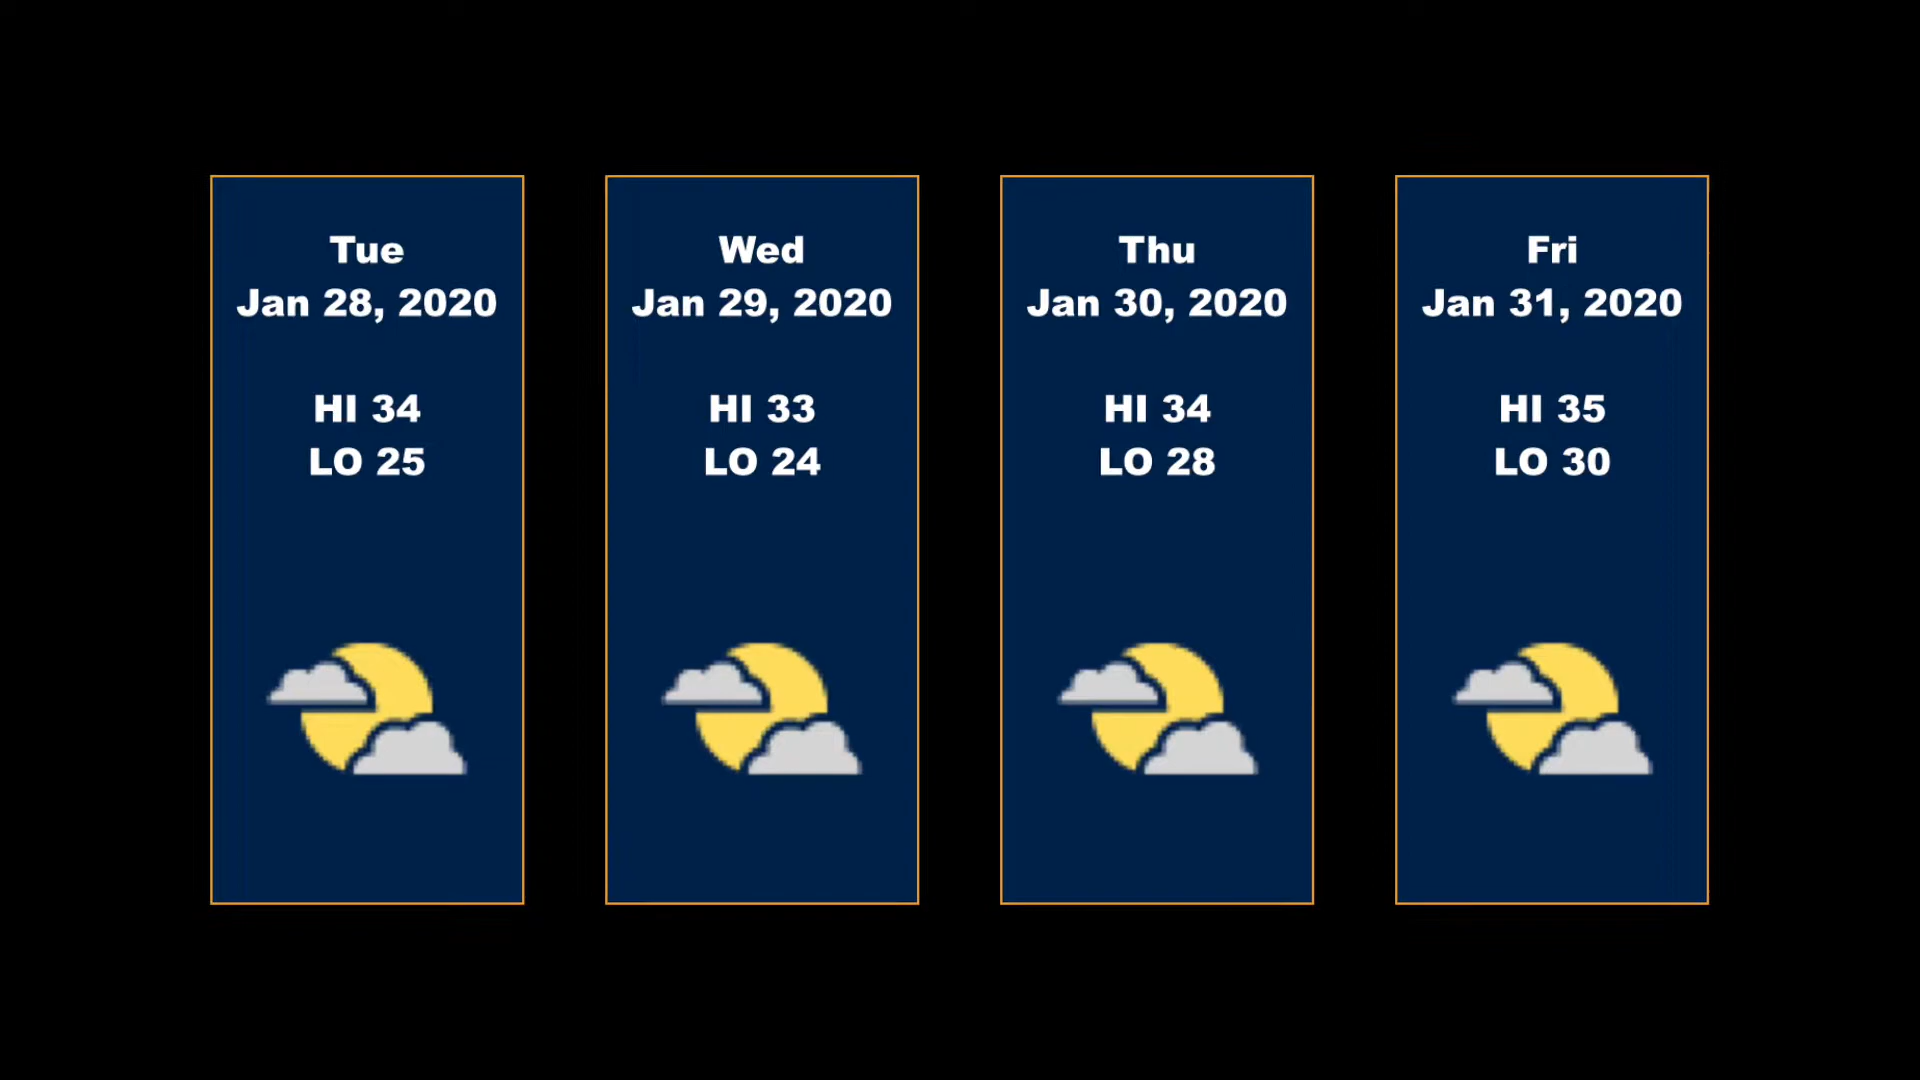 Tue
Jan 28, 2020
HI 34
LO 25
Wed
Jan 29, 2020
HI 33
LO 24
Thu
Jan 30, 2020
HI 34
LO 28
Fri
Jan 31, 2020
HI 35
LO 30